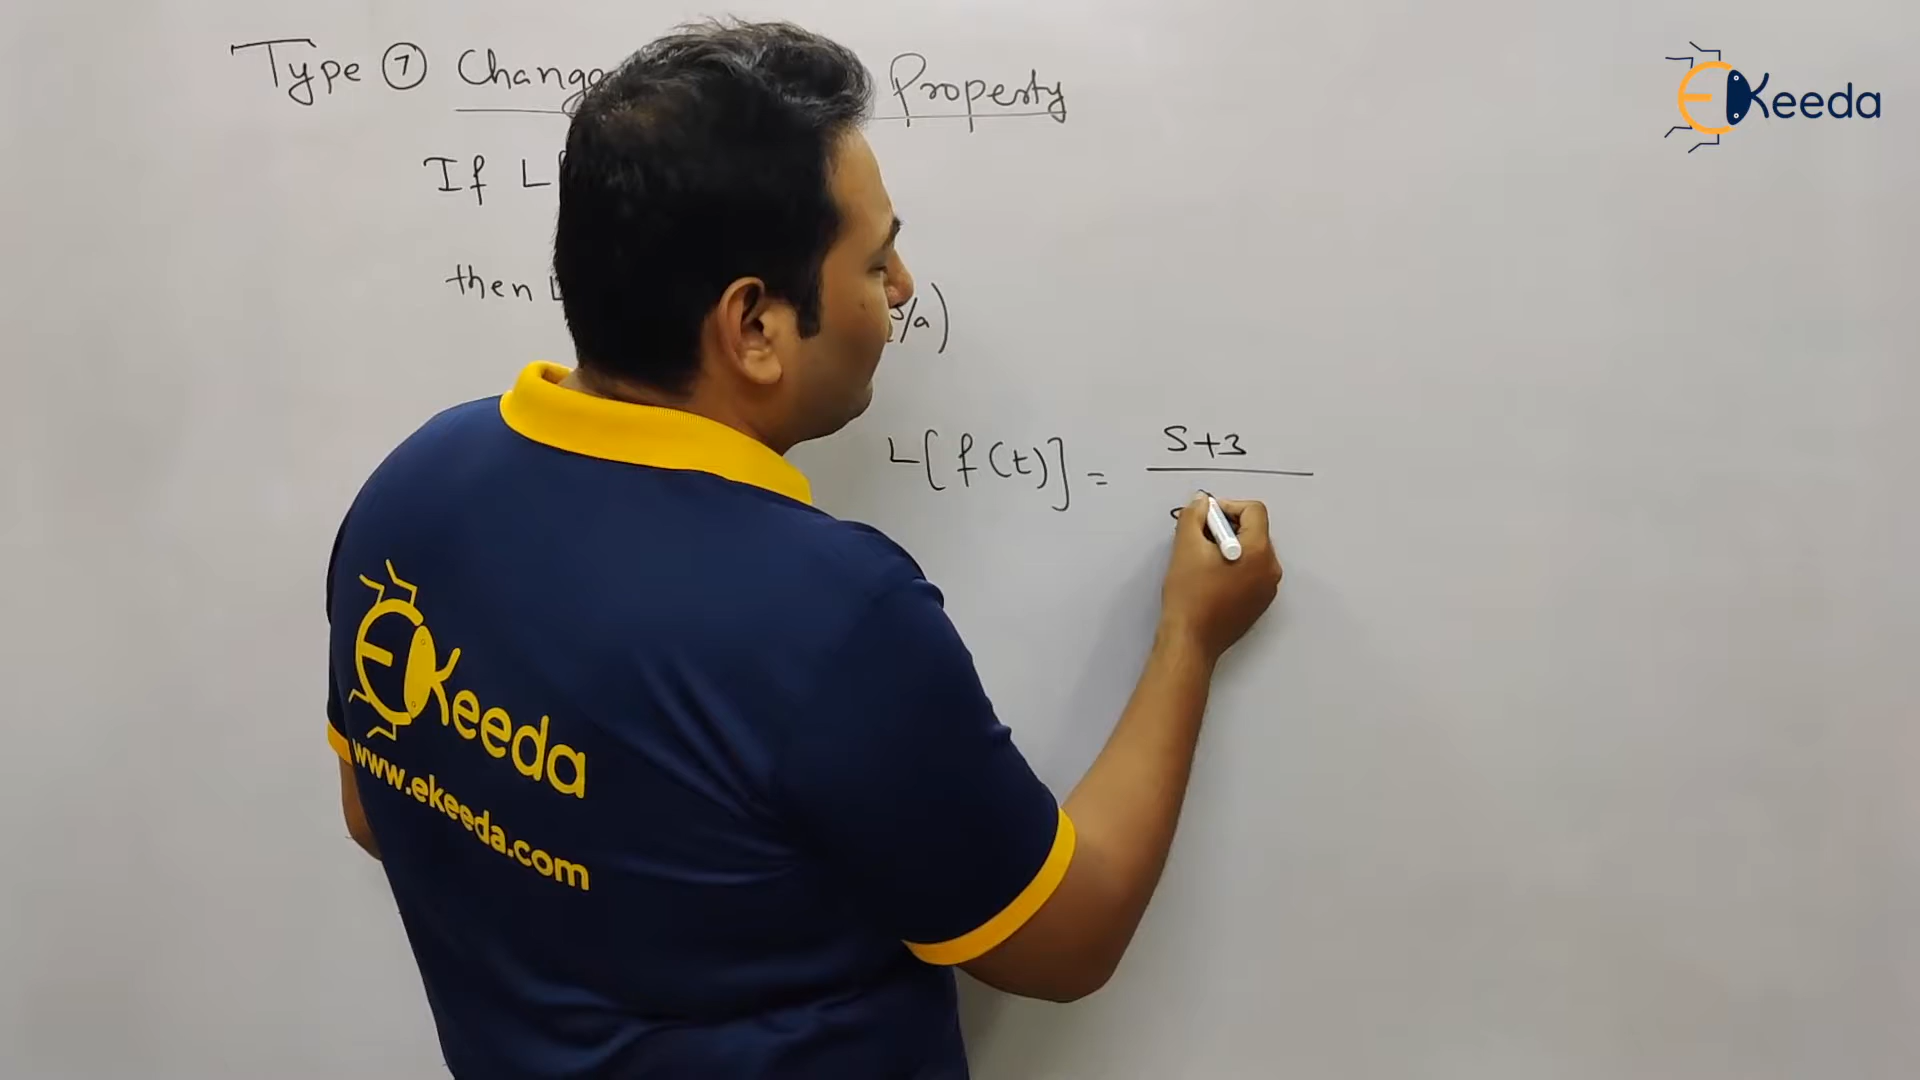 Type ⑦ Change Property
If L
then L s/a)
L[f(t)] = s+3
s
EKeeda
EKeeda
www.ekeeda.com